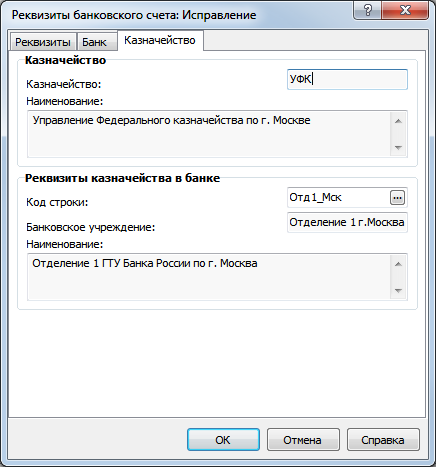 Реквизиты банковского счета: Исправление
Реквизиты Банк Казначейство
Казначейство
Казначейство: УФК
Наименование:
Управление Федерального казначейства по г. Москве
Реквизиты казначейства в банке
Код строки: Отд1_Мск ...
Банковское учреждение: Отделение 1 г.Москва
Наименование:
Отделение 1 ГТУ Банка России по г. Москва
ОК Отмена Справка